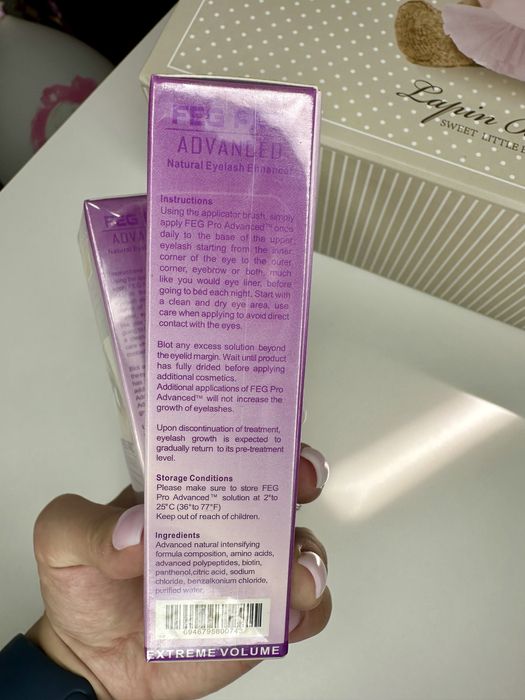 Lapin
SWEET LITTLE
FEG
ADVANCED
Natural Eyelash Enhancer
Instructions
Using the applicator brush, simply
apply FEG Pro Advanced™ once
daily to the base of the upper
eyelash starting from the inner
corner of the eye to the outer
corner, eyebrow or both, much
like you would eye liner, before
going to bed each night. Start with
a clean and dry eye area, use
care when applying to avoid direct
contact with the eyes.
Blot any excess solution beyond
the eyelid margin. Wait until product
has fully drided before applying
additional cosmetics.
Additional applications of FEG Pro
Advanced™ will not increase the
growth of eyelashes.
Upon discontinuation of treatment,
eyelash growth is expected to
gradually return to its pre-treatment
level.
Storage Conditions
Please make sure to store FEG
Pro Advanced™ solution at 2°to
25°C (36°to 77°F)
Keep out of reach of children.
Ingredients
Advanced natural intensifying
formula composition, amino acids,
advanced polypeptides, biotin,
panthenol,citric acid, sodium
chloride, benzalkonium chloride,
purified water.
EXTREME VOLUME
FEG
Natural